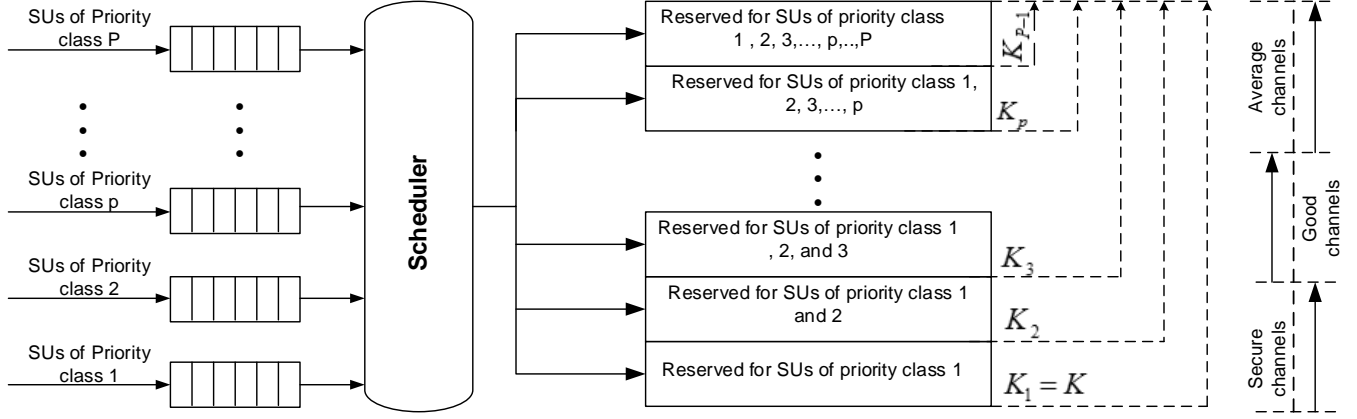 SUs of Priority
class P
SUs of Priority
class p
SUs of Priority
class 2
SUs of Priority
class 1
Scheduler
Reserved for SUs of priority class
1 , 2, 3,..., p,..,P
Reserved for SUs of priority class 1,
2, 3,..., p
Reserved for SUs of priority class 1
, 2, and 3
Reserved for SUs of priority class 1
and 2
Reserved for SUs of priority class 1
K_{p-1}
K_p
K_3
K_2
K_1 = K
Average
channels
Good
channels
Secure
channels